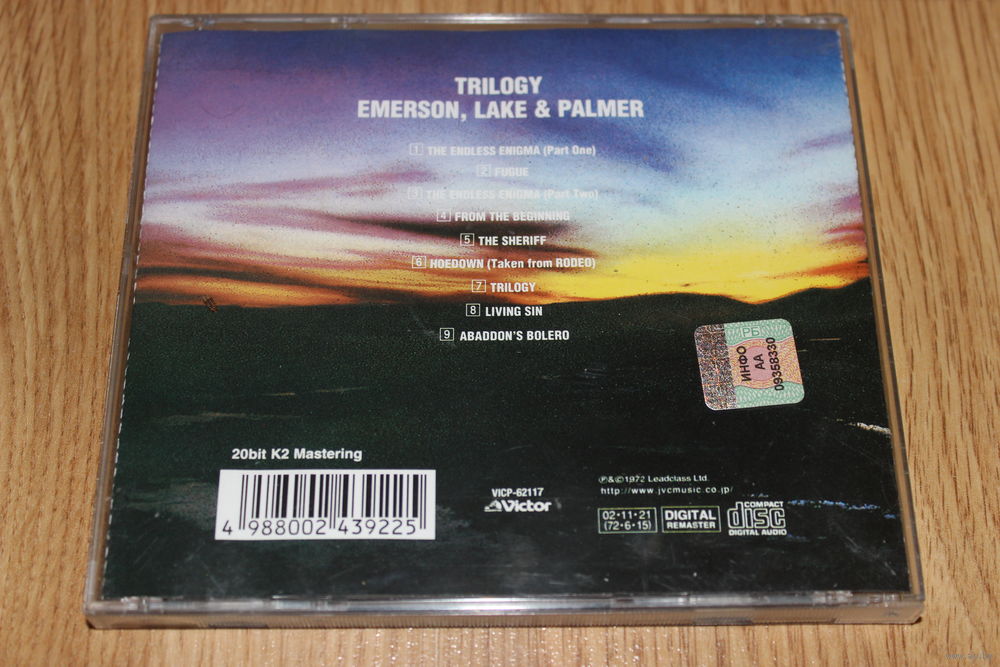 TRILOGY
EMERSON, LAKE & PALMER
1 THE ENDLESS ENIGMA (Part One)
2 FUGUE
3 THE ENDLESS ENIGMA (Part Two)
4 FROM THE BEGINNING
5 THE SHERIFF
6 HOEDOWN (Taken from RODEO)
7 TRILOGY
8 LIVING SIN
9 ABADDON'S BOLERO
РБ
ИНФО
АА
09358330
20bit K2 Mastering
4 988002 439225
VICP-62117
Victor
℗&©1972 Leadclass Ltd.
http://www.jvcmusic.co.jp/
02·11·21
(72·6·15)
DIGITAL
REMASTER
COMPACT
disc
DIGITAL AUDIO